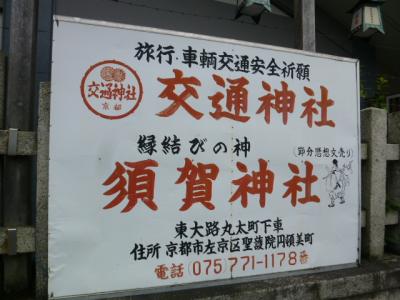 旅行・車輌交通安全祈願
交通神社
京都
交通神社
縁結びの神
(節分懸想文売り)
須賀神社
東大路丸太町下車
住所 京都市左京区聖護院円頓美町
電話(075)771-1178番